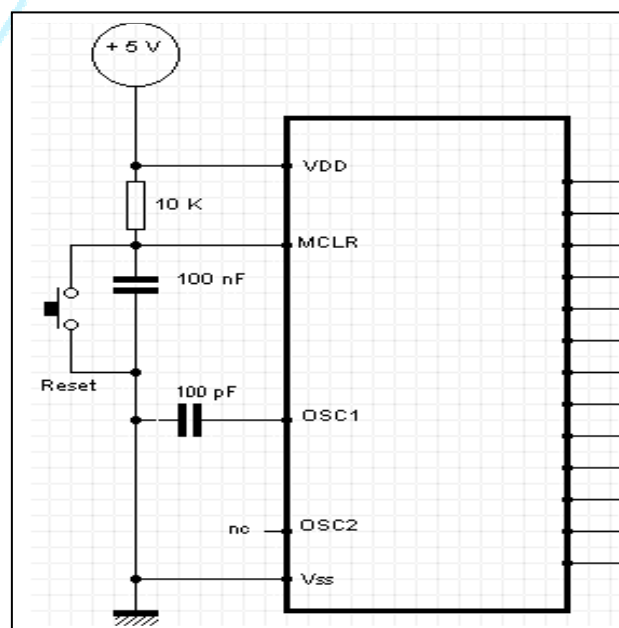 + 5 V
VDD
10 K
MCLR
100 nF
Reset
100 pF
OSC1
nc
OSC2
Vss